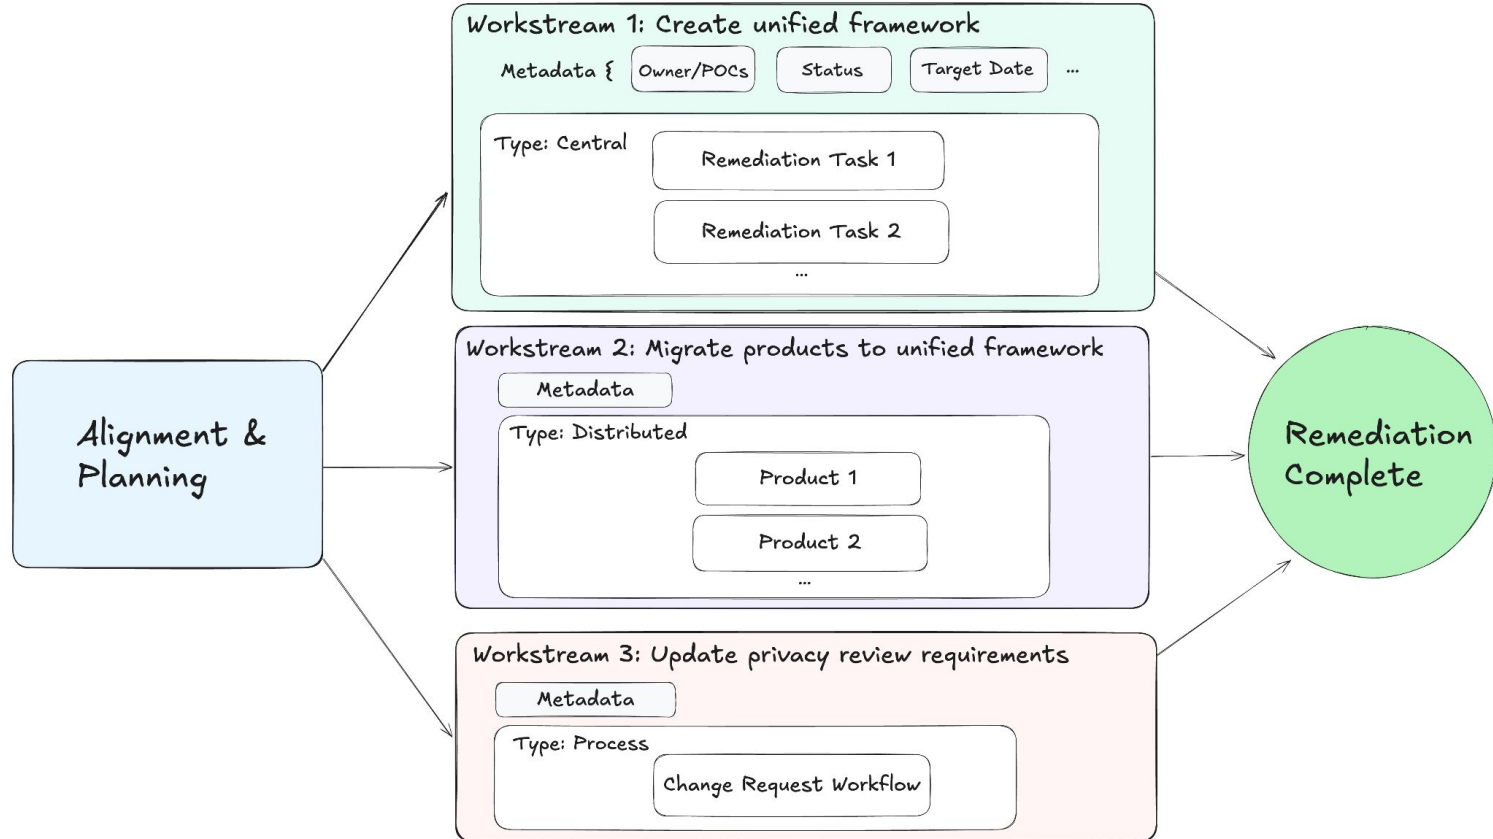 Workstream 1: Create unified framework
Metadata { Owner/POCs Status Target Date ...
Type: Central
Remediation Task 1
Remediation Task 2
...
Alignment &
Planning
Workstream 2: Migrate products to unified framework
Metadata
Type: Distributed
Product 1
Product 2
...
Workstream 3: Update privacy review requirements
Metadata
Type: Process
Change Request Workflow
Remediation
Complete